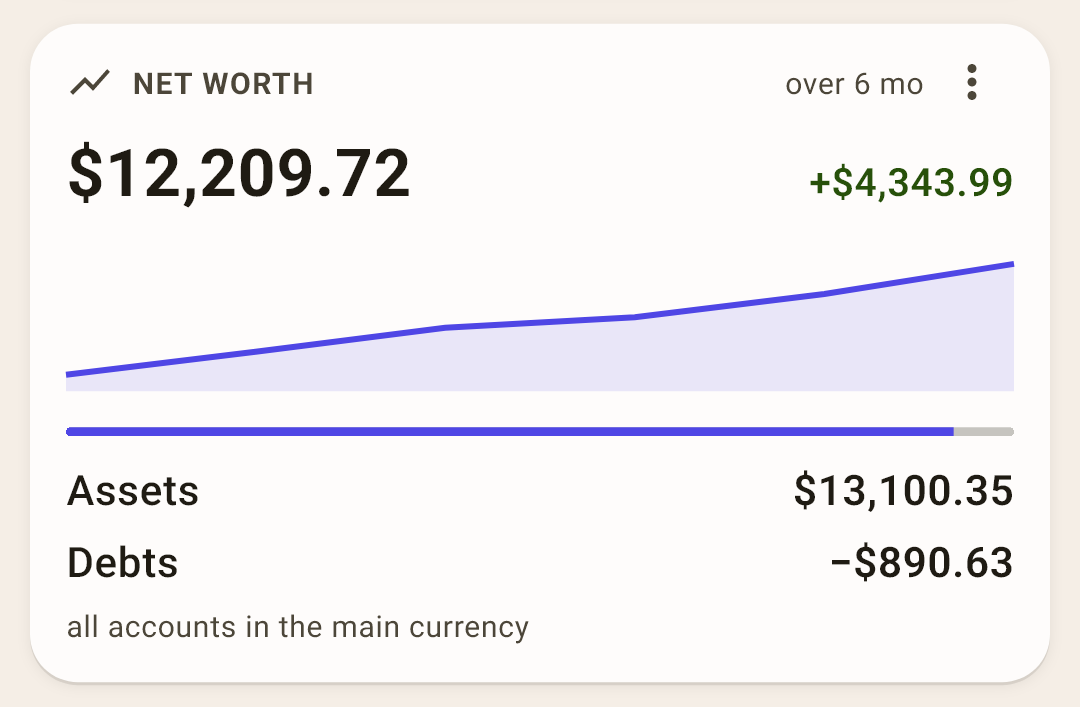 NET WORTH over 6 mo
$12,209.72 +$4,343.99
Assets $13,100.35
Debts −$890.63
all accounts in the main currency